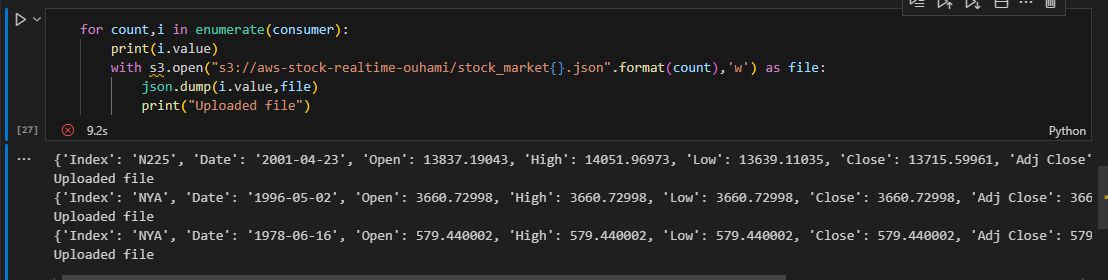 for count,i in enumerate(consumer):
print(i.value)
with s3.open("s3://aws-stock-realtime-ouhami/stock_market{}.json".format(count),'w') as file:
json.dump(i.value,file)
print("Uploaded file")
[27] 9.2s Python
{'Index': 'N225', 'Date': '2001-04-23', 'Open': 13837.19043, 'High': 14051.96973, 'Low': 13639.11035, 'Close': 13715.59961, 'Adj Close'
Uploaded file
{'Index': 'NYA', 'Date': '1996-05-02', 'Open': 3660.72998, 'High': 3660.72998, 'Low': 3660.72998, 'Close': 3660.72998, 'Adj Close': 366
Uploaded file
{'Index': 'NYA', 'Date': '1978-06-16', 'Open': 579.440002, 'High': 579.440002, 'Low': 579.440002, 'Close': 579.440002, 'Adj Close': 579
Uploaded file